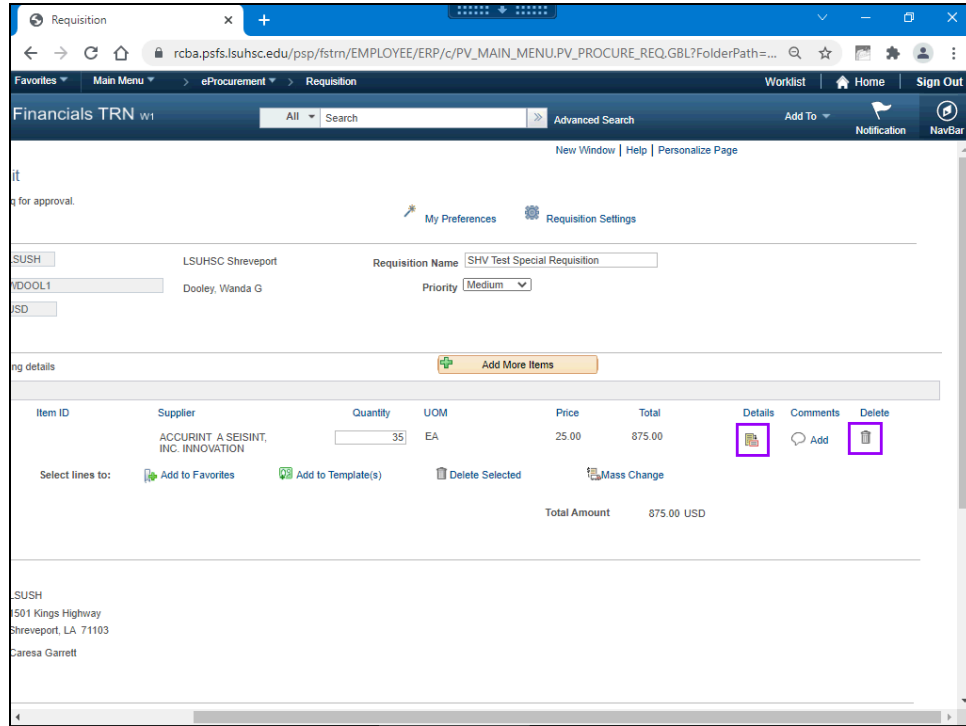 Requisition
rcba.psfs.lsuhsc.edu/psp/fstrn/EMPLOYEE/ERP/c/PV_MAIN_MENU.PV_PROCURE_REQ.GBL?FolderPath=...
Favorites Main Menu > eProcurement > Requisition Worklist Home Sign Out
Financials TRN W1 All Search » Advanced Search Add To Notification NavBar
New Window | Help | Personalize Page
it
q for approval.
My Preferences Requisition Settings
LSUSH LSUHSC Shreveport Requisition Name SHV Test Special Requisition
WDOOL1 Dooley, Wanda G Priority Medium
USD
ng details Add More Items
Item ID Supplier Quantity UOM Price Total Details Comments Delete
ACCURINT A SEISINT, 35 EA 25.00 875.00 Add
INC. INNOVATION
Select lines to: Add to Favorites Add to Template(s) Delete Selected Mass Change
Total Amount 875.00 USD
LSUSH
1501 Kings Highway
Shreveport, LA 71103
Caresa Garrett